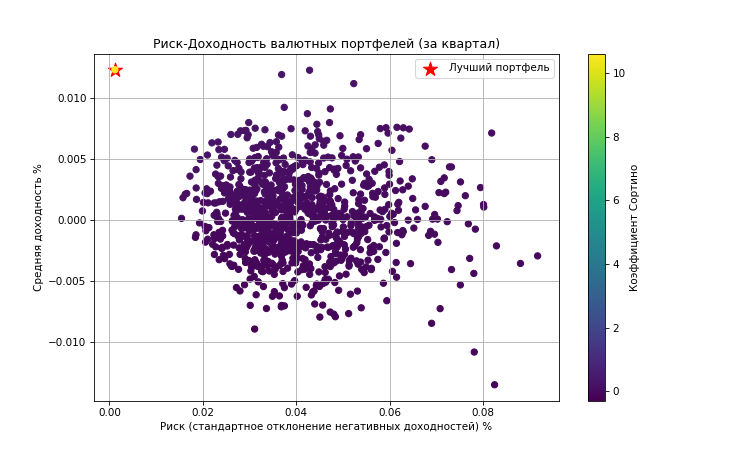 Риск-Доходность валютных портфелей (за квартал)
Лучший портфель
0.010
0.005
0.000
−0.005
−0.010
Средняя доходность %
0.00 0.02 0.04 0.06 0.08
Риск (стандартное отклонение негативных доходностей) %
10
8
6
4
2
0
Коэффициент Сортино